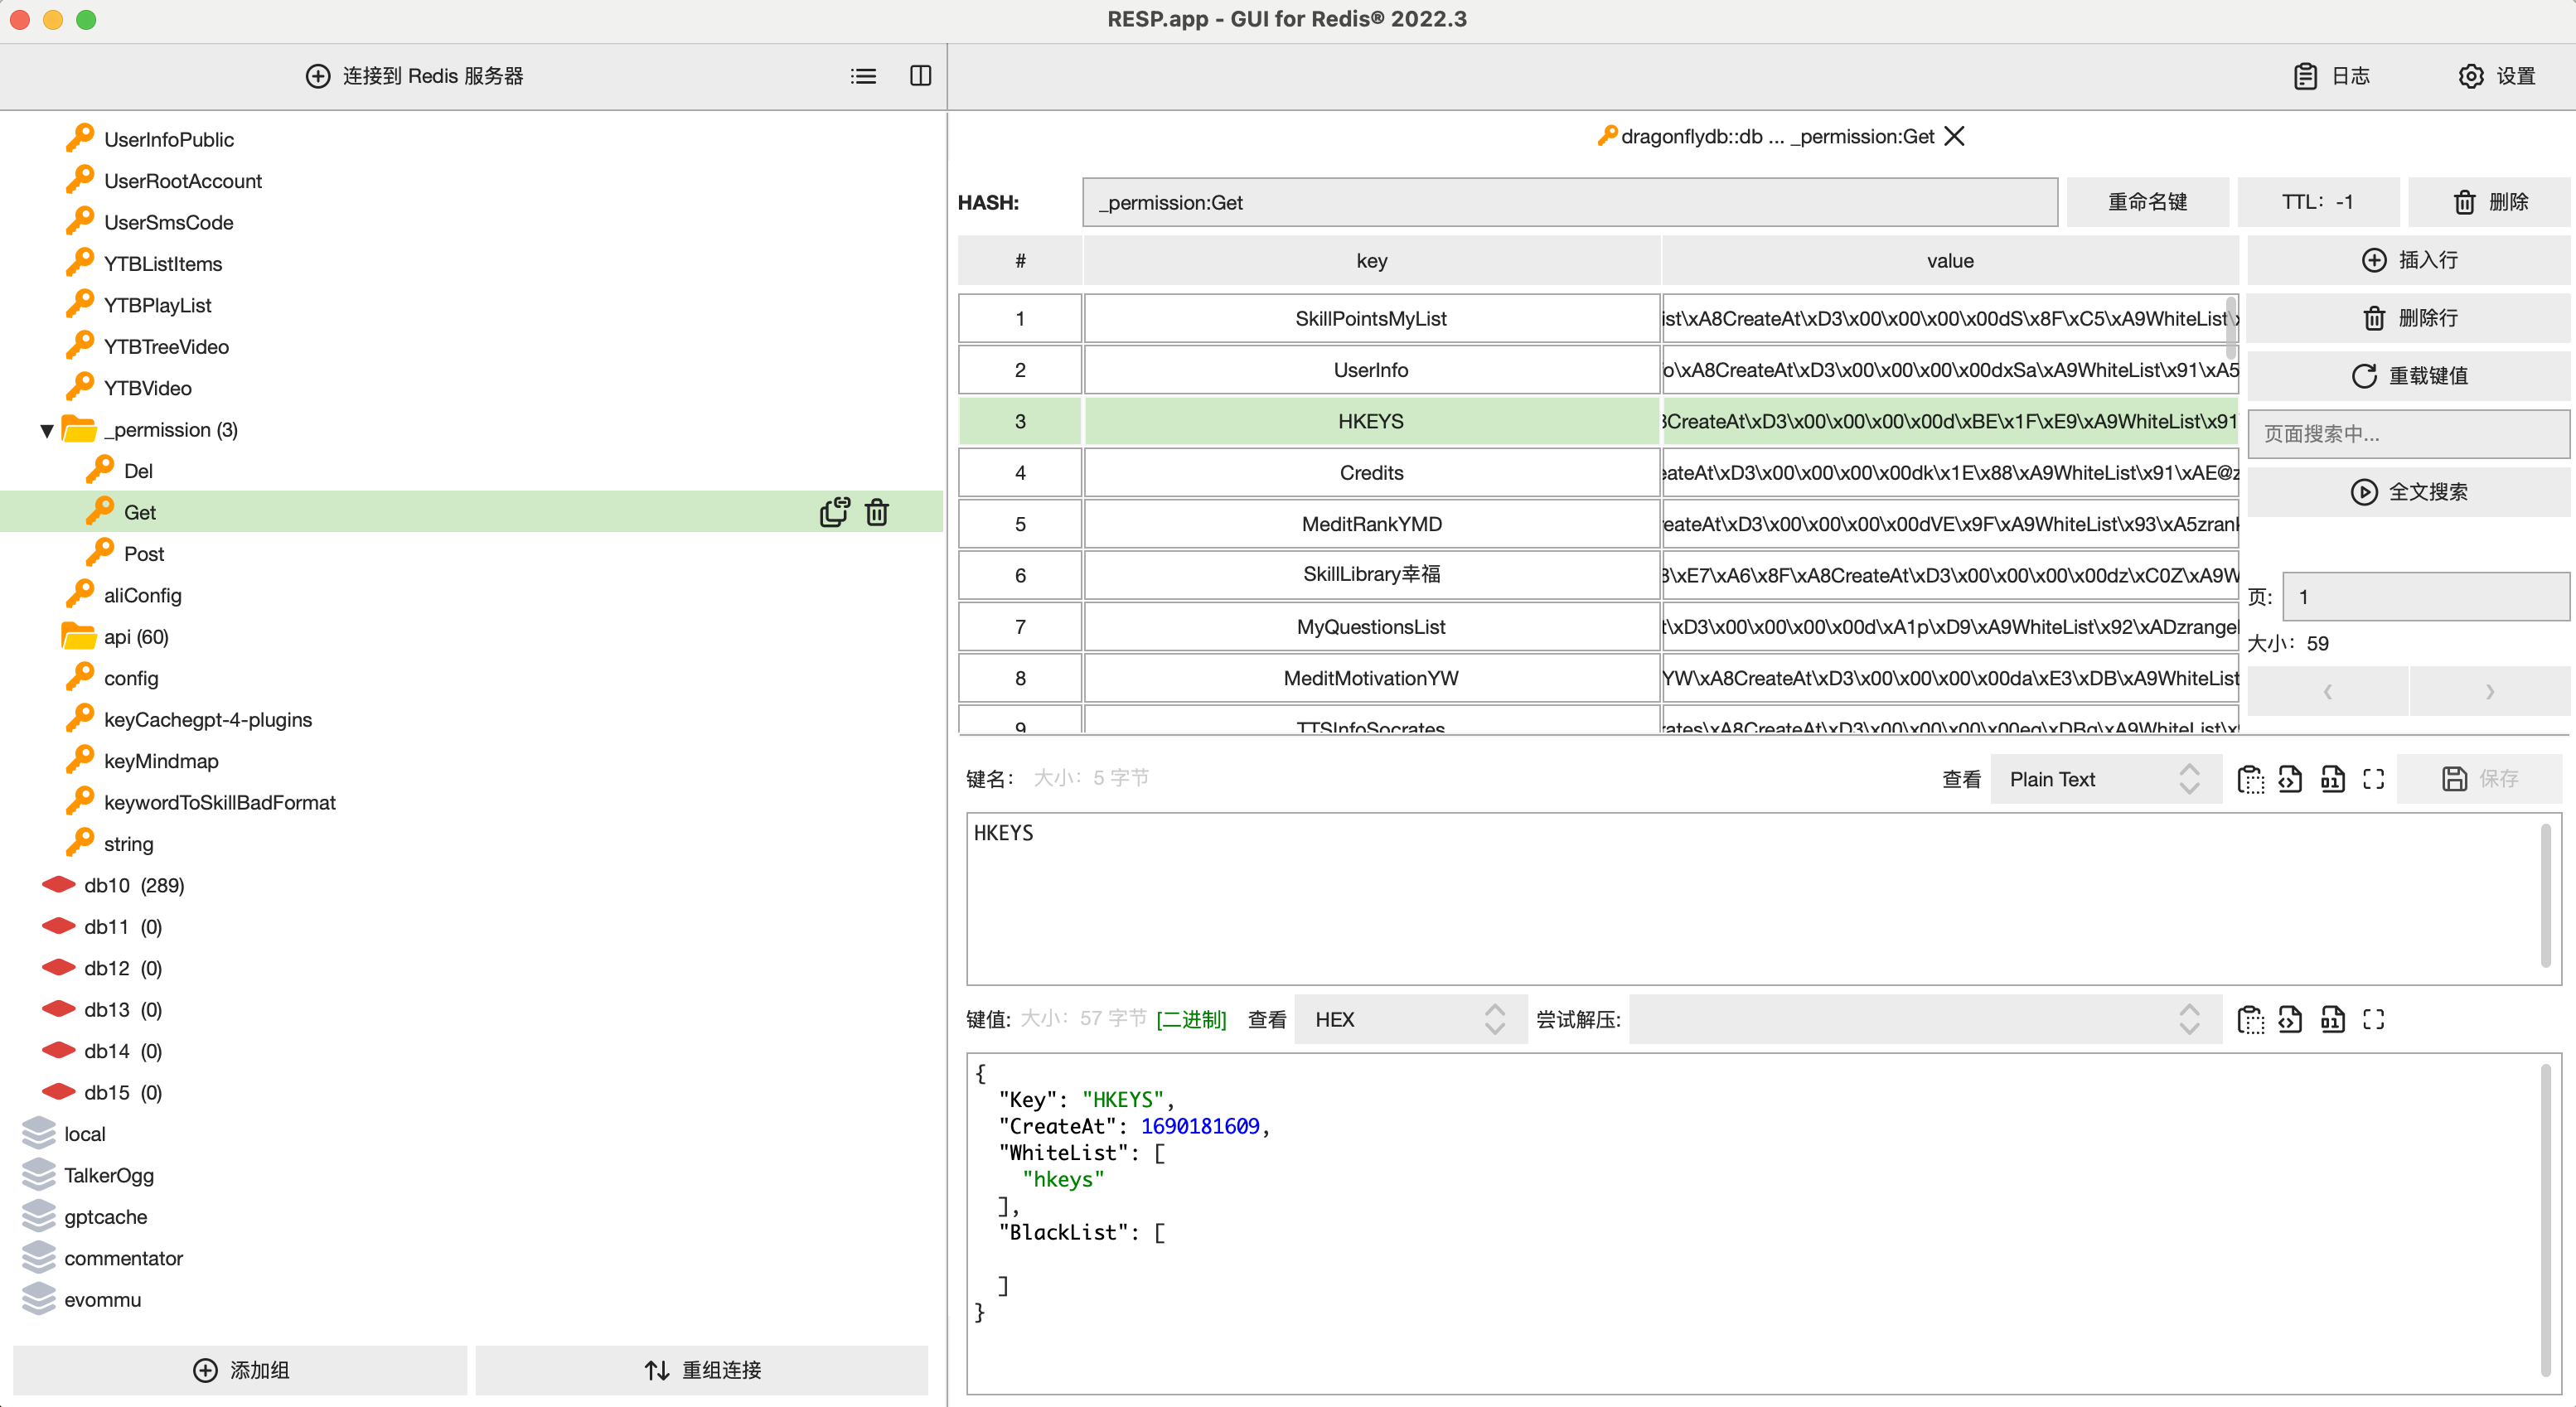 RESP.app - GUI for Redis® 2022.3
连接到 Redis 服务器
日志
设置
UserInfoPublic
UserRootAccount
UserSmsCode
YTBListItems
YTBPlayList
YTBTreeVideo
YTBVideo
_permission (3)
Del
Get
Post
aliConfig
api (60)
config
keyCachegpt-4-plugins
keyMindmap
keywordToSkillBadFormat
string
db10 (289)
db11 (0)
db12 (0)
db13 (0)
db14 (0)
db15 (0)
local
TalkerOgg
gptcache
commentator
evommu
添加组
重组连接
dragonflydb::db ... _permission:Get
HASH:
_permission:Get
重命名键
TTL: -1
删除
# key value
1 SkillPointsMyList ist\xA8CreateAt\xD3\x00\x00\x00\x00dS\x8F\xC5\xA9WhiteList\x
2 UserInfo o\xA8CreateAt\xD3\x00\x00\x00\x00dxSa\xA9WhiteList\x91\xA5
3 HKEYS CreateAt\xD3\x00\x00\x00\x00d\xBE\x1F\xE9\xA9WhiteList\x91
4 Credits eateAt\xD3\x00\x00\x00\x00dk\x1E\x88\xA9WhiteList\x91\xAE@z
5 MeditRankYMD eateAt\xD3\x00\x00\x00\x00dVE\x9F\xA9WhiteList\x93\xA5zran
6 SkillLibrary幸福 \xE7\xA6\x8F\xA8CreateAt\xD3\x00\x00\x00\x00dz\xC0Z\xA9W
7 MyQuestionsList t\xD3\x00\x00\x00\x00d\xA1p\xD9\xA9WhiteList\x92\xADzrange
8 MeditMotivationYW YW\xA8CreateAt\xD3\x00\x00\x00\x00da\xE3\xDB\xA9WhiteList
9 TTSInfoSocrates rates\xA8CreateAt\xD3\x00\x00\x00\x00eq\xDBq\xA9WhiteList\x
插入行
删除行
重载键值
页面搜索中...
全文搜索
页: 1
大小: 59
键名: 大小: 5 字节
查看 Plain Text
保存
HKEYS
键值: 大小: 57 字节 [二进制] 查看 HEX 尝试解压:
{
"Key": "HKEYS",
"CreateAt": 1690181609,
"WhiteList": [
"hkeys"
],
"BlackList": [
]
}